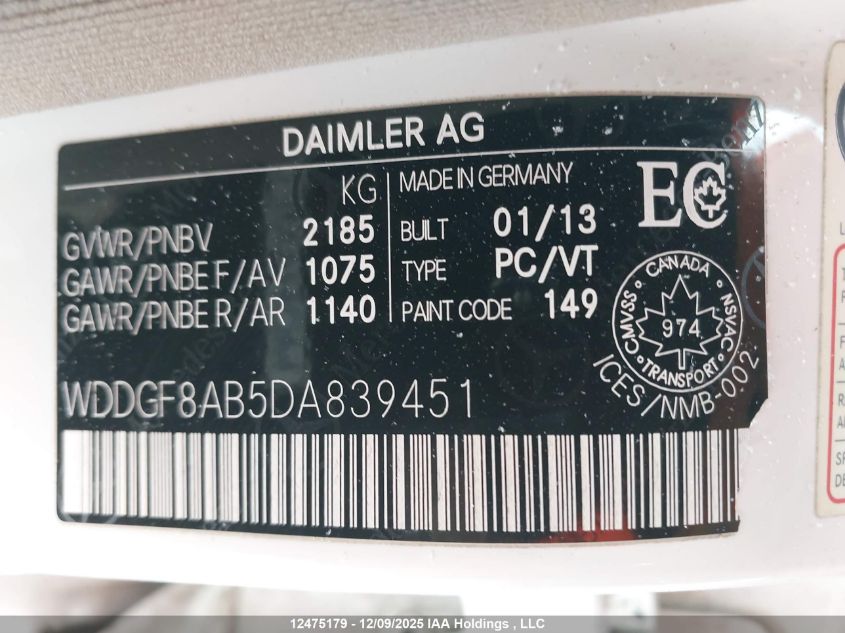 DAIMLER AG
KG
GVWR/PNBV 2185
GAWR/PNBE F/AV 1075
GAWR/PNBE R/AR 1140
MADE IN GERMANY
BUILT 01/13
TYPE PC/VT
PAINT CODE 149
EC
CANADA
CMVSS/NSVAC
974
TRANSPORT
ICES/NMB-002
WDDGF8AB5DA839451
12475179 - 12/09/2025 IAA Holdings , LLC